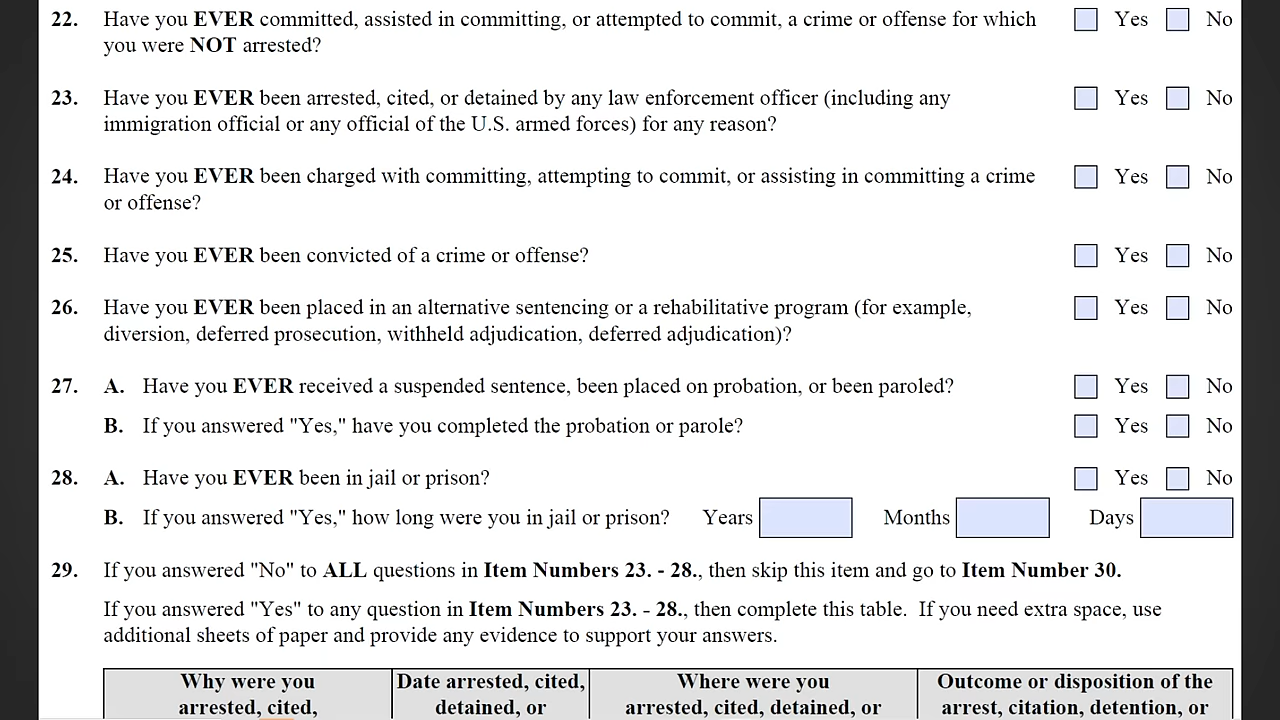 22. Have you EVER committed, assisted in committing, or attempted to commit, a crime or offense for which Yes No
you were NOT arrested?
23. Have you EVER been arrested, cited, or detained by any law enforcement officer (including any Yes No
immigration official or any official of the U.S. armed forces) for any reason?
24. Have you EVER been charged with committing, attempting to commit, or assisting in committing a crime Yes No
or offense?
25. Have you EVER been convicted of a crime or offense? Yes No
26. Have you EVER been placed in an alternative sentencing or a rehabilitative program (for example, Yes No
diversion, deferred prosecution, withheld adjudication, deferred adjudication)?
27. A. Have you EVER received a suspended sentence, been placed on probation, or been paroled? Yes No
B. If you answered "Yes," have you completed the probation or parole? Yes No
28. A. Have you EVER been in jail or prison? Yes No
B. If you answered "Yes," how long were you in jail or prison? Years Months Days
29. If you answered "No" to ALL questions in Item Numbers 23. - 28., then skip this item and go to Item Number 30.
If you answered "Yes" to any question in Item Numbers 23. - 28., then complete this table. If you need extra space, use
additional sheets of paper and provide any evidence to support your answers.
Why were you Date arrested, cited, Where were you Outcome or disposition of the
arrested, cited, detained, or arrested, cited, detained, or arrest, citation, detention, or